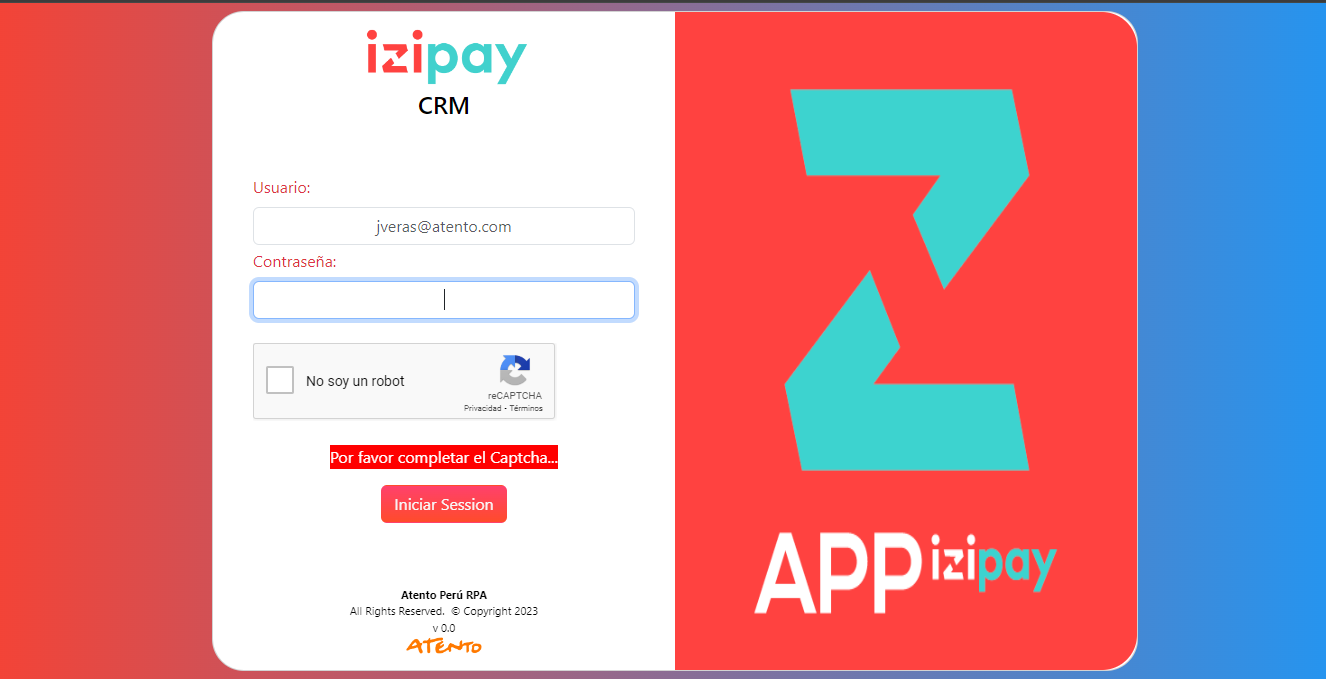 izipay
CRM
Usuario:
jveras@atento.com
Contraseña:
No soy un robot
reCAPTCHA
Privacidad - Términos
Por favor completar el Captcha...
Iniciar Session
Atento Perú RPA
All Rights Reserved. © Copyright 2023
v 0.0
ATENTO
APP izipay